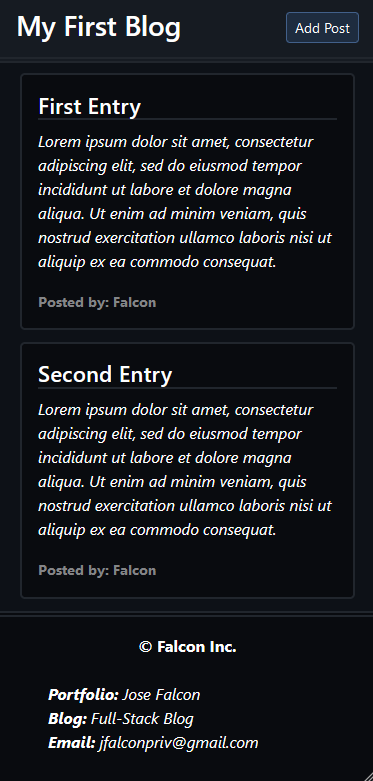 My First Blog
Add Post
First Entry
Lorem ipsum dolor sit amet, consectetur
adipiscing elit, sed do eiusmod tempor
incididunt ut labore et dolore magna
aliqua. Ut enim ad minim veniam, quis
nostrud exercitation ullamco laboris nisi ut
aliquip ex ea commodo consequat.
Posted by: Falcon
Second Entry
Lorem ipsum dolor sit amet, consectetur
adipiscing elit, sed do eiusmod tempor
incididunt ut labore et dolore magna
aliqua. Ut enim ad minim veniam, quis
nostrud exercitation ullamco laboris nisi ut
aliquip ex ea commodo consequat.
Posted by: Falcon
© Falcon Inc.
Portfolio: Jose Falcon
Blog: Full-Stack Blog
Email: jfalconpriv@gmail.com